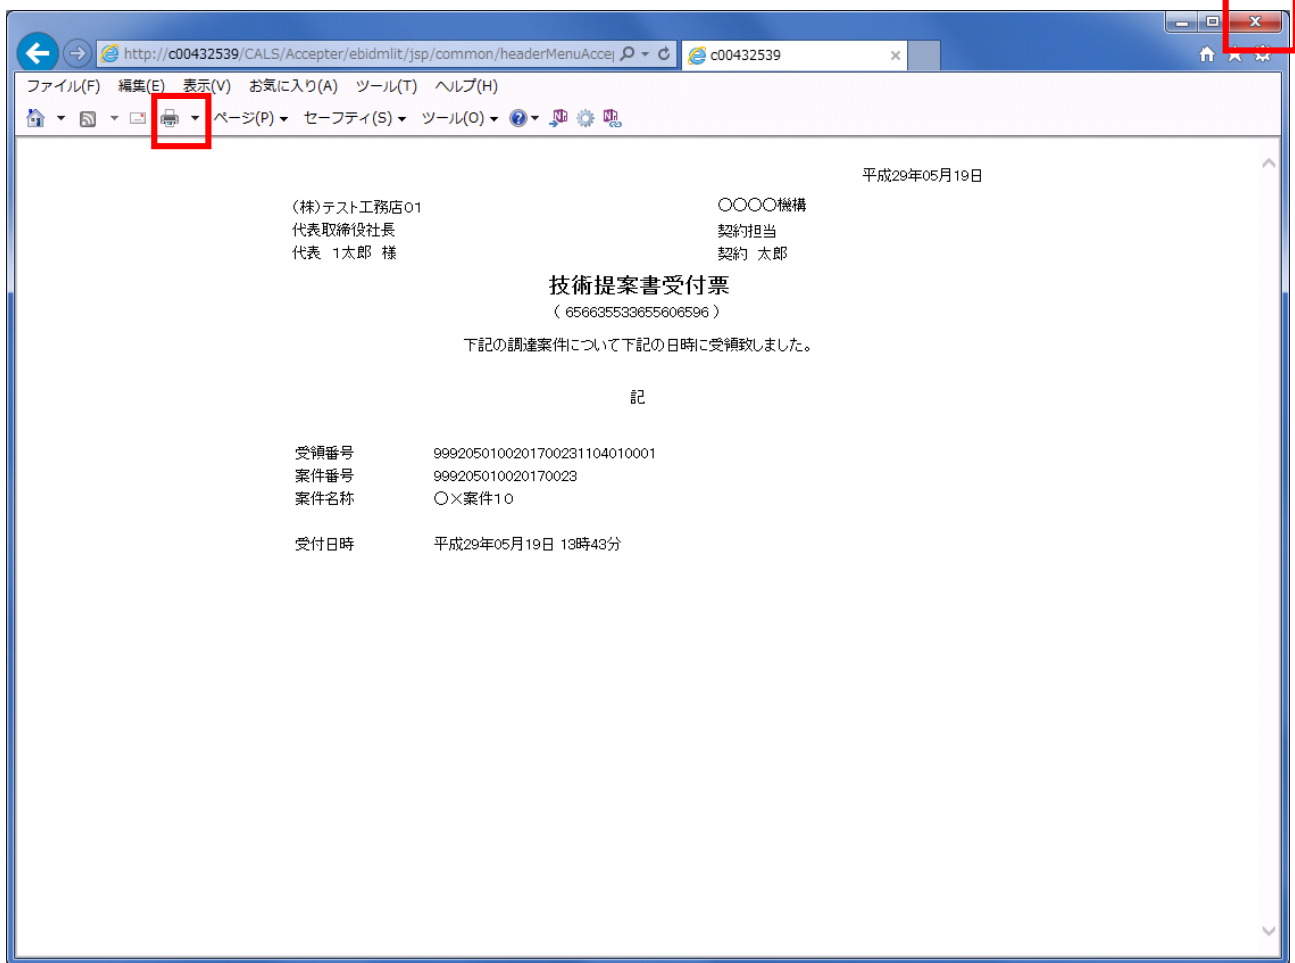 http://c00432539/CALS/Accepter/ebidmlit/jsp/common/headerMenuAccep
c00432539
ファイル(F) 編集(E) 表示(V) お気に入り(A) ツール(T) ヘルプ(H)
ページ(P) セーフティ(S) ツール(O)
平成29年05月19日
(株)テスト工務店01
〇〇〇〇機構
代表取締役社長
契約担当
代表 1太郎 様
契約 太郎
技術提案書受付票
( 656635533655606596 )
下記の調達案件について下記の日時に受領致しました。
記
受領番号 9992050100201700231104010001
案件番号 999205010020170023
案件名称 〇×案件10
受付日時 平成29年05月19日 13時43分